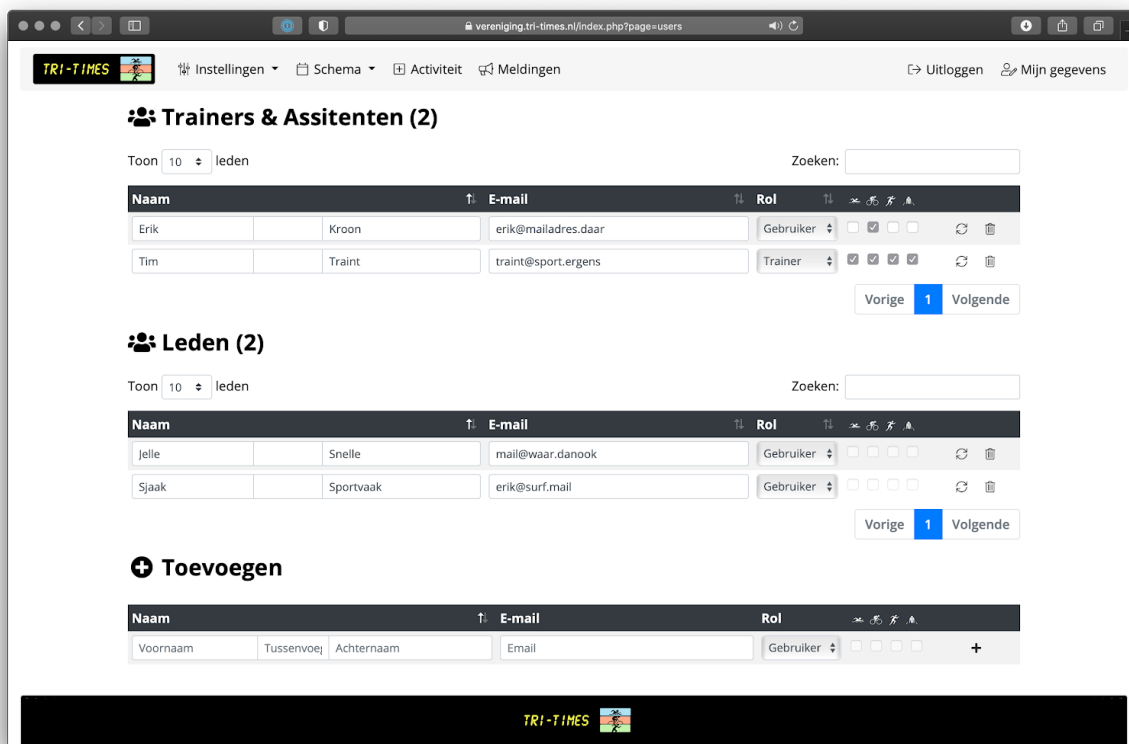 vereniging.tri-times.nl/index.php?page=users
TRI-TIMES Instellingen Schema Activiteit Meldingen Uitloggen Mijn gegevens
Trainers & Assitenten (2)
Toon 10 leden Zoeken:
Naam E-mail Rol
Erik Kroon erik@mailadres.daar Gebruiker
Tim Traint traint@sport.ergens Trainer
Vorige 1 Volgende
Leden (2)
Toon 10 leden Zoeken:
Naam E-mail Rol
Jelle Snelle mail@waar.danook Gebruiker
Sjaak Sportvaak erik@surf.mail Gebruiker
Vorige 1 Volgende
Toevoegen
Naam E-mail Rol
Voornaam Tussenvoe Achternaam Email Gebruiker
TRI-TIMES